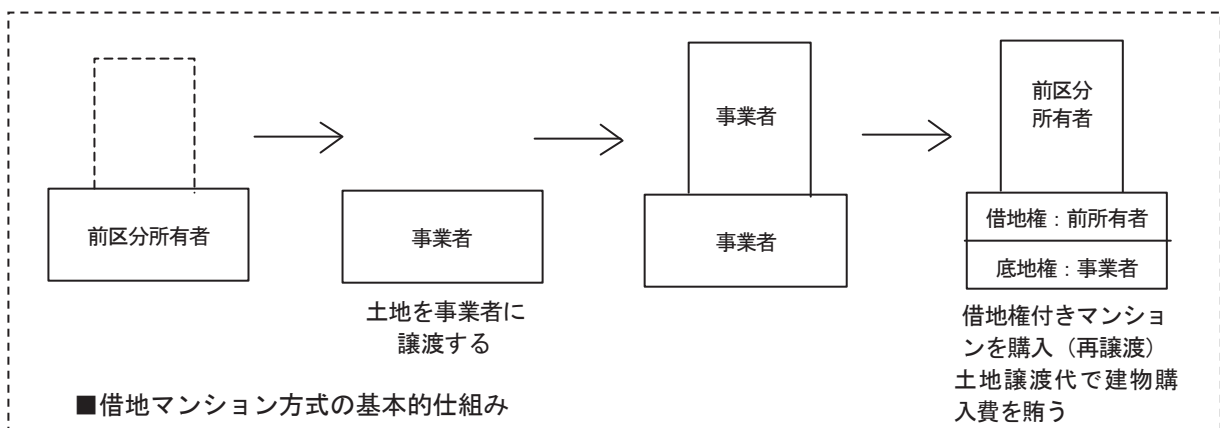 前区分所有者
事業者
土地を事業者に
譲渡する
事業者
事業者
前区分
所有者
借地権：前所有者
底地権：事業者
借地権付きマンショ
ンを購入（再譲渡）
土地譲渡代で建物購
入費を賄う
■借地マンション方式の基本的仕組み